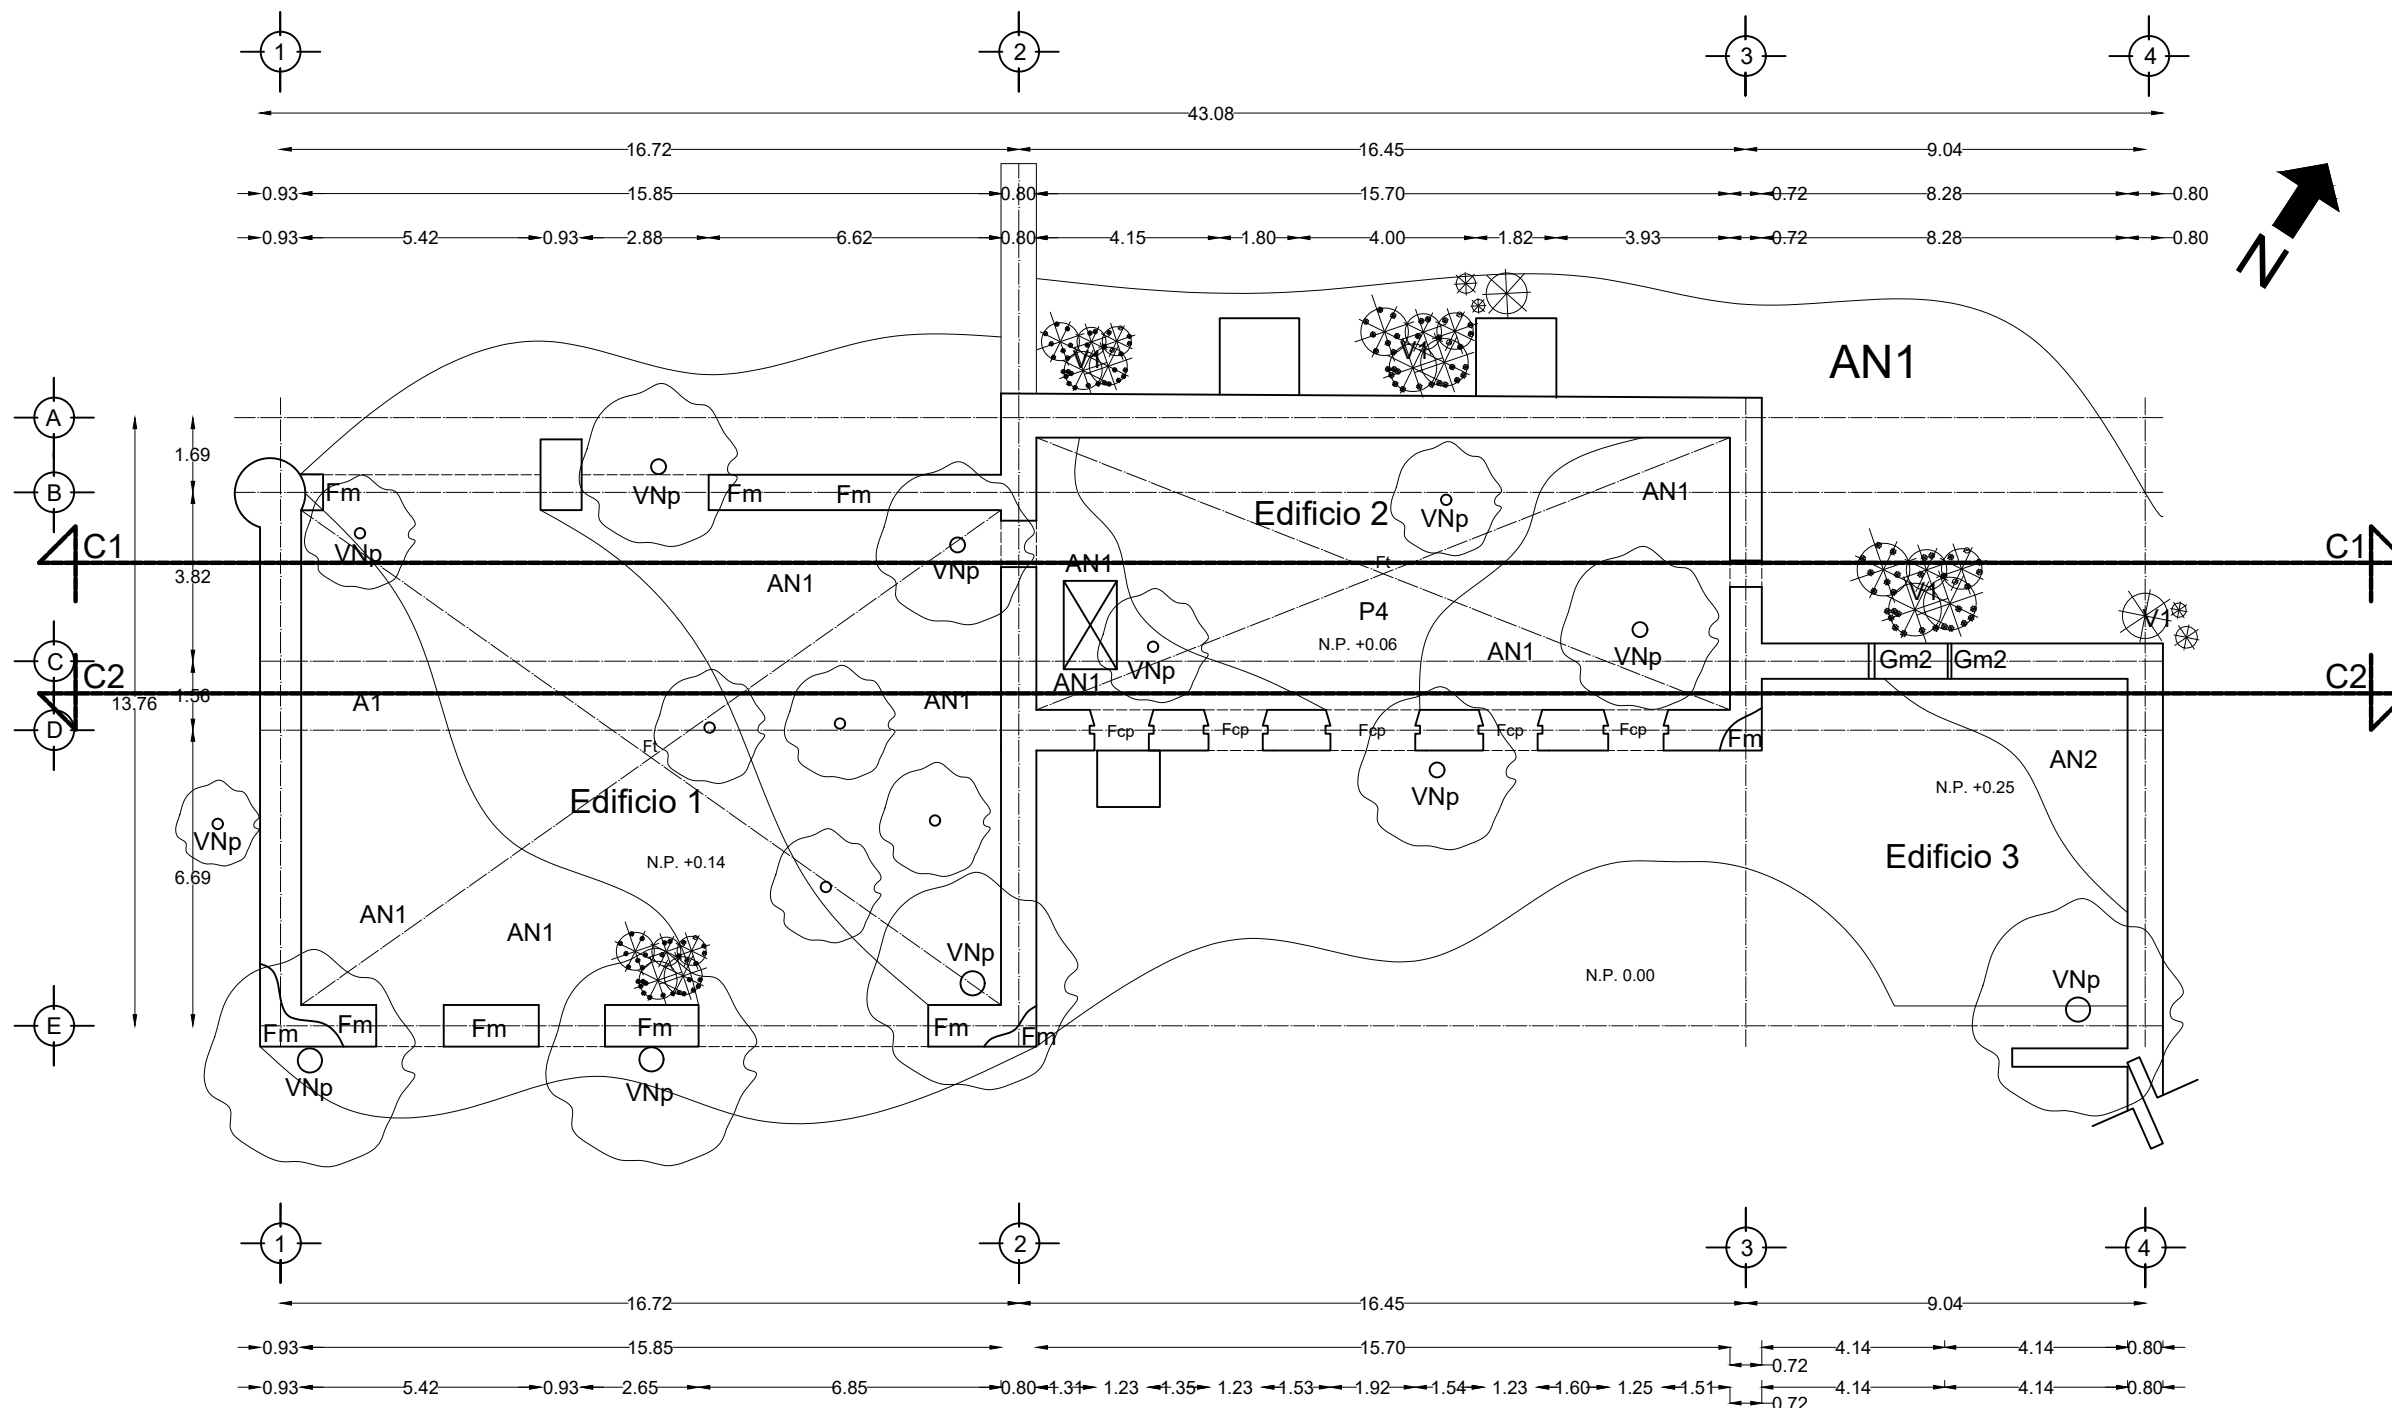 1 2 3 4
43.08
16.72 16.45 9.04
0.93 15.85 0.80 15.70 0.72 8.28 0.80
0.93 5.42 0.93 2.88 6.62 0.80 4.15 1.80 4.00 1.82 3.93 0.72 8.28 0.80
N
V1 V1 AN1
A
1.69
B Fm VNp Fm Fm Edificio 2 VNp AN1
C1 VNp VNp AN1 Ft C1
3.82 AN1 V1
P4 V1
N.P. +0.06
C VNp AN1 VNp Gm2 Gm2
C2 AN1 C2
13.76 1.56 A1 AN1
D Ft Fcp Fcp Fcp Fcp Fcp Fm
AN2
N.P. +0.25
Edificio 1 VNp
VNp
N.P. +0.14 Edificio 3
6.69
AN1 AN1
VNp N.P. 0.00 VNp
E Fm Fm Fm Fm Fm Fm
VNp VNp
1 2 3 4
16.72 16.45 9.04
0.93 15.85 15.70 4.14 4.14 0.80
0.72
0.93 5.42 0.93 2.65 6.85 0.80 1.31 1.23 1.35 1.23 1.53 1.92 1.54 1.23 1.60 1.25 1.51 4.14 4.14 0.80
0.72